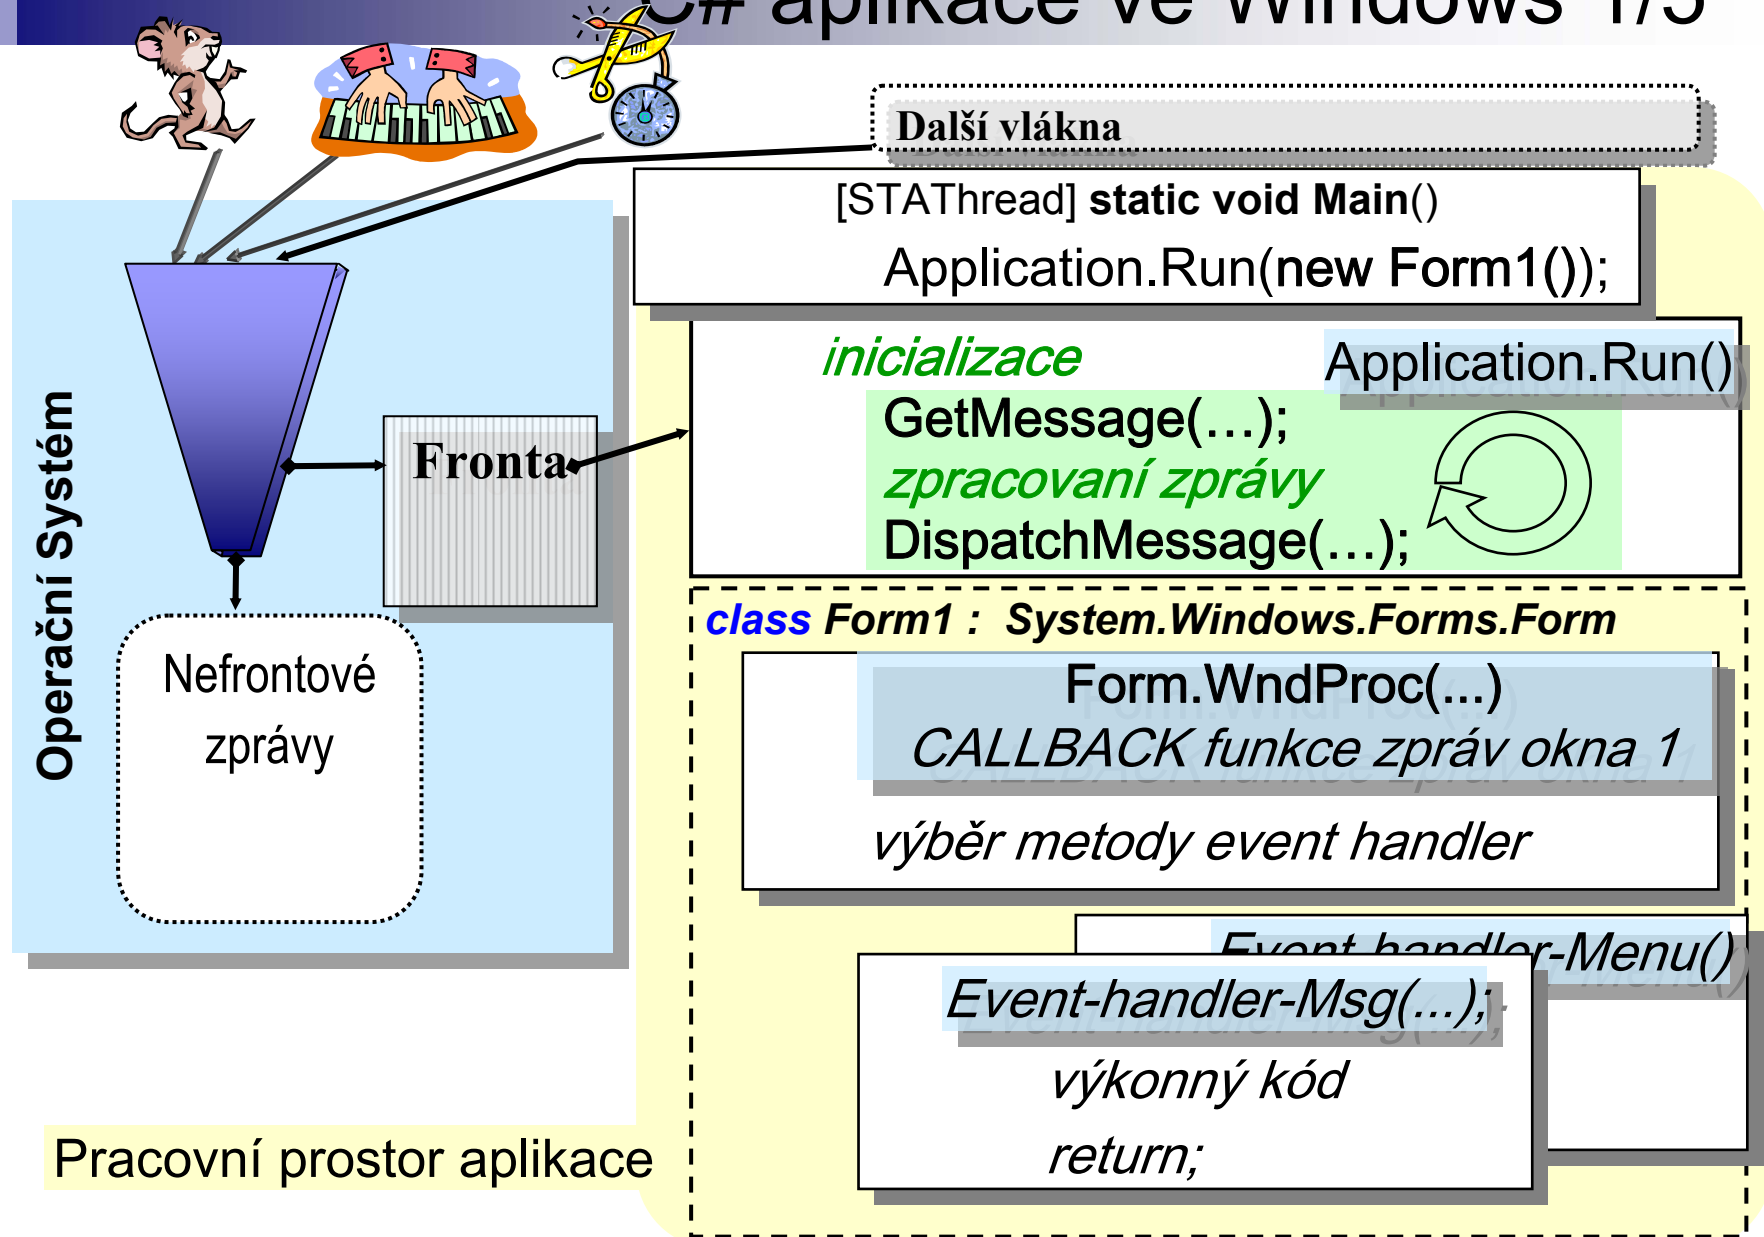 C# aplikace ve Windows 1/5
Další vlákna
[STAThread] static void Main()
Application.Run(new Form1());
inicializace
Application.Run()
GetMessage(…);
zpracovaní zprávy
DispatchMessage(…);
Operační Systém
Fronta
Nefrontové
zprávy
class Form1 : System.Windows.Forms.Form
Form.WndProc(...)
CALLBACK funkce zpráv okna 1
výběr metody event handler
Event-handler-Menu()
Event-handler-Msg(...);
výkonný kód
return;
Pracovní prostor aplikace